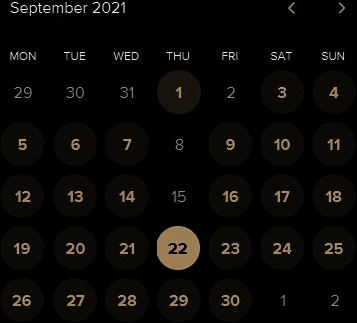 September 2021
MON TUE WED THU FRI SAT SUN
29 30 31 1 2 3 4
5 6 7 8 9 10 11
12 13 14 15 16 17 18
19 20 21 22 23 24 25
26 27 28 29 30 1 2